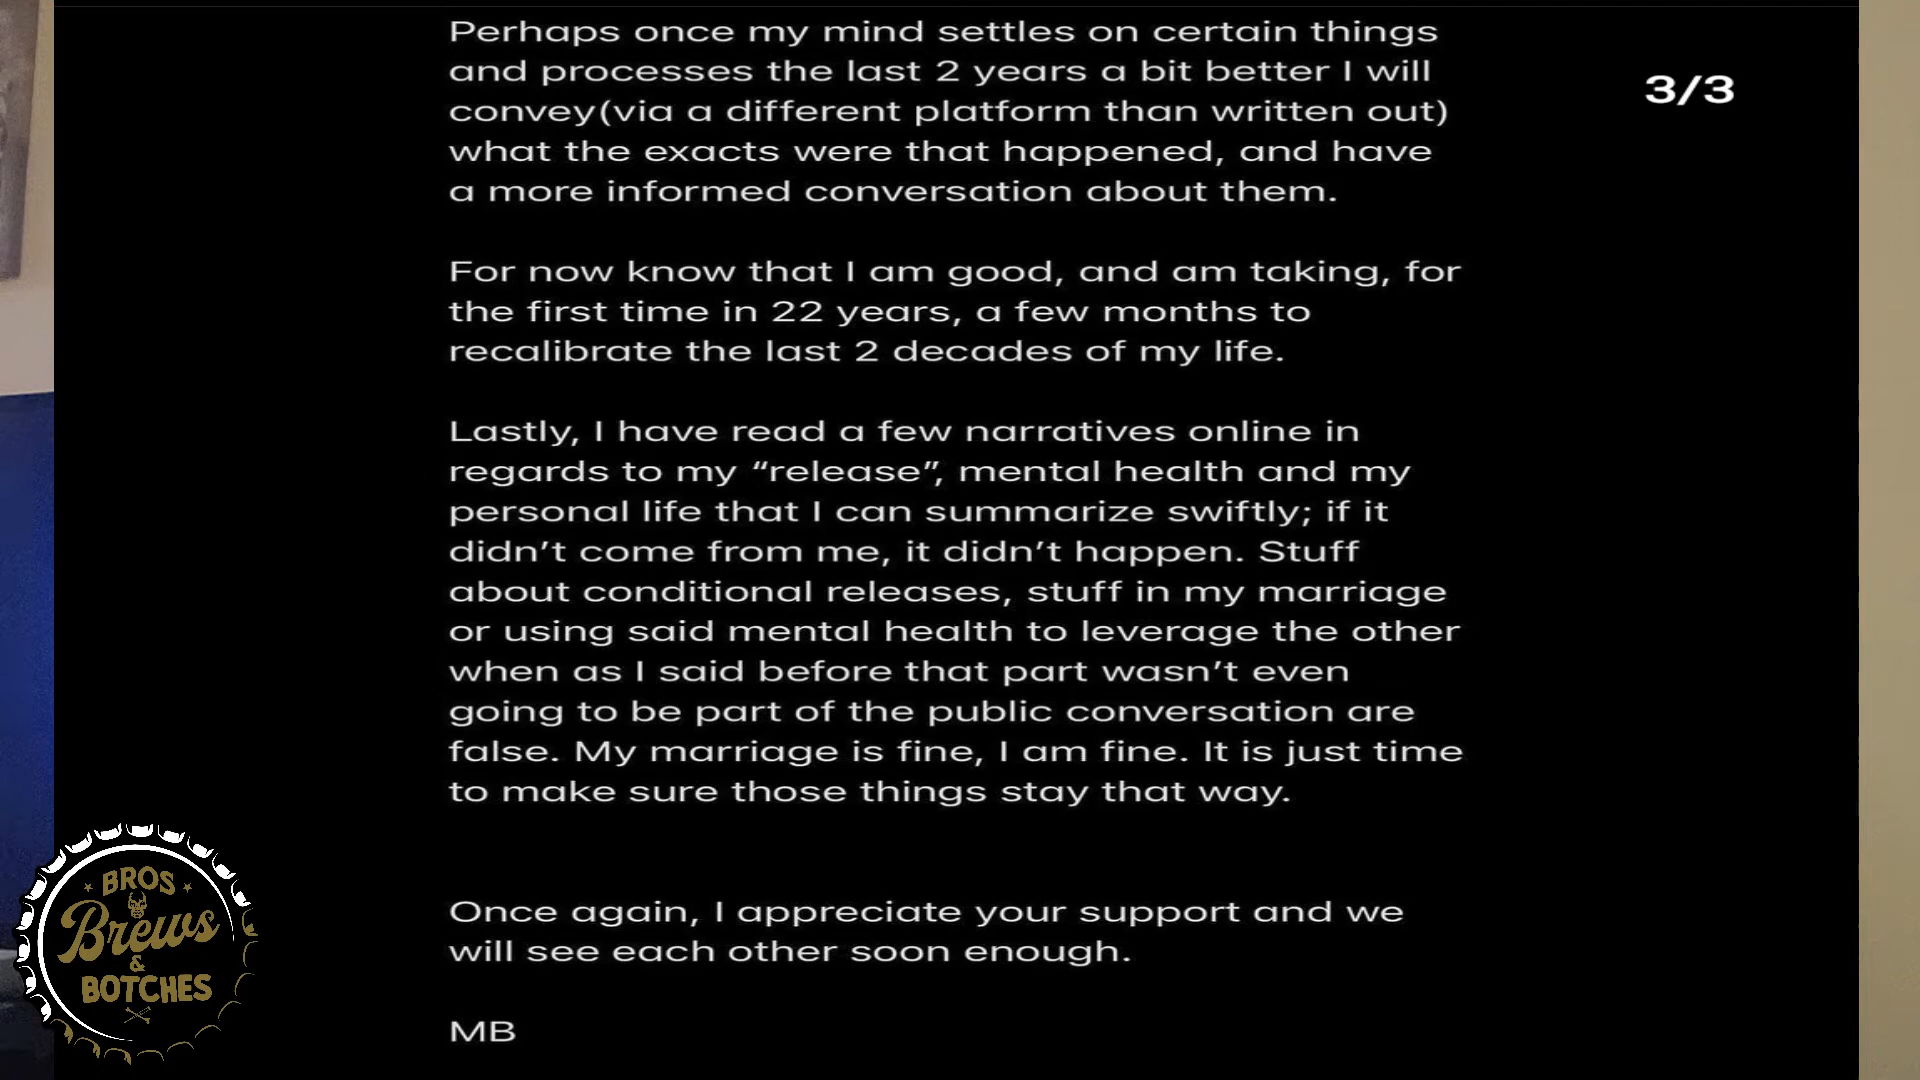 Perhaps once my mind settles on certain things
and processes the last 2 years a bit better I will
convey(via a different platform than written out)
what the exacts were that happened, and have
a more informed conversation about them.
3/3
For now know that I am good, and am taking, for
the first time in 22 years, a few months to
recalibrate the last 2 decades of my life.
Lastly, I have read a few narratives online in
regards to my “release”, mental health and my
personal life that I can summarize swiftly; if it
didn’t come from me, it didn’t happen. Stuff
about conditional releases, stuff in my marriage
or using said mental health to leverage the other
when as I said before that part wasn’t even
going to be part of the public conversation are
false. My marriage is fine, I am fine. It is just time
to make sure those things stay that way.
Once again, I appreciate your support and we
will see each other soon enough.
MB
BROS
Brews
&
BOTCHES